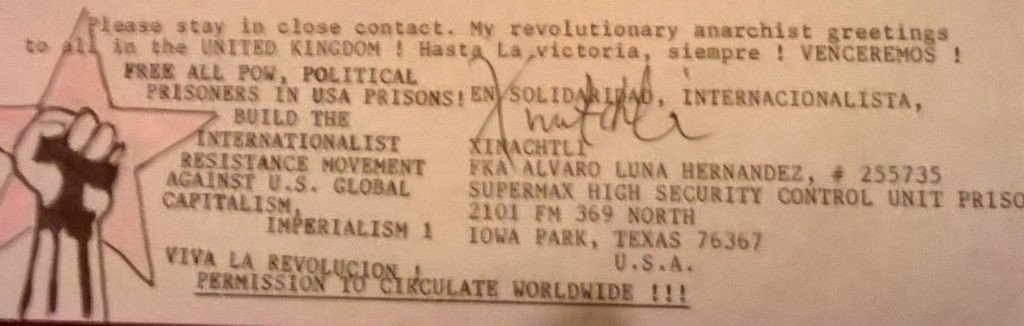 Please stay in close contact. My revolutionary anarchist greetings
to all in the UNITED KINGDOM ! Hasta La victoria, siempre ! VENCEREMOS !
FREE ALL POW, POLITICAL
PRISONERS IN USA PRISONS!
BUILD THE
INTERNATIONALIST
RESISTANCE MOVEMENT
AGAINST U.S. GLOBAL
CAPITALISM,
IMPERIALISM 1
VIVA LA REVOLUCION !
EN SOLIDARIDAD, INTERNACIONALISTA,
Xinachtli
XINACHTLI
FKA ALVARO LUNA HERNANDEZ, # 255735
SUPERMAX HIGH SECURITY CONTROL UNIT PRISO
2101 FM 369 NORTH
IOWA PARK, TEXAS 76367
U.S.A.
PERMISSION TO CIRCULATE WORLDWIDE !!!